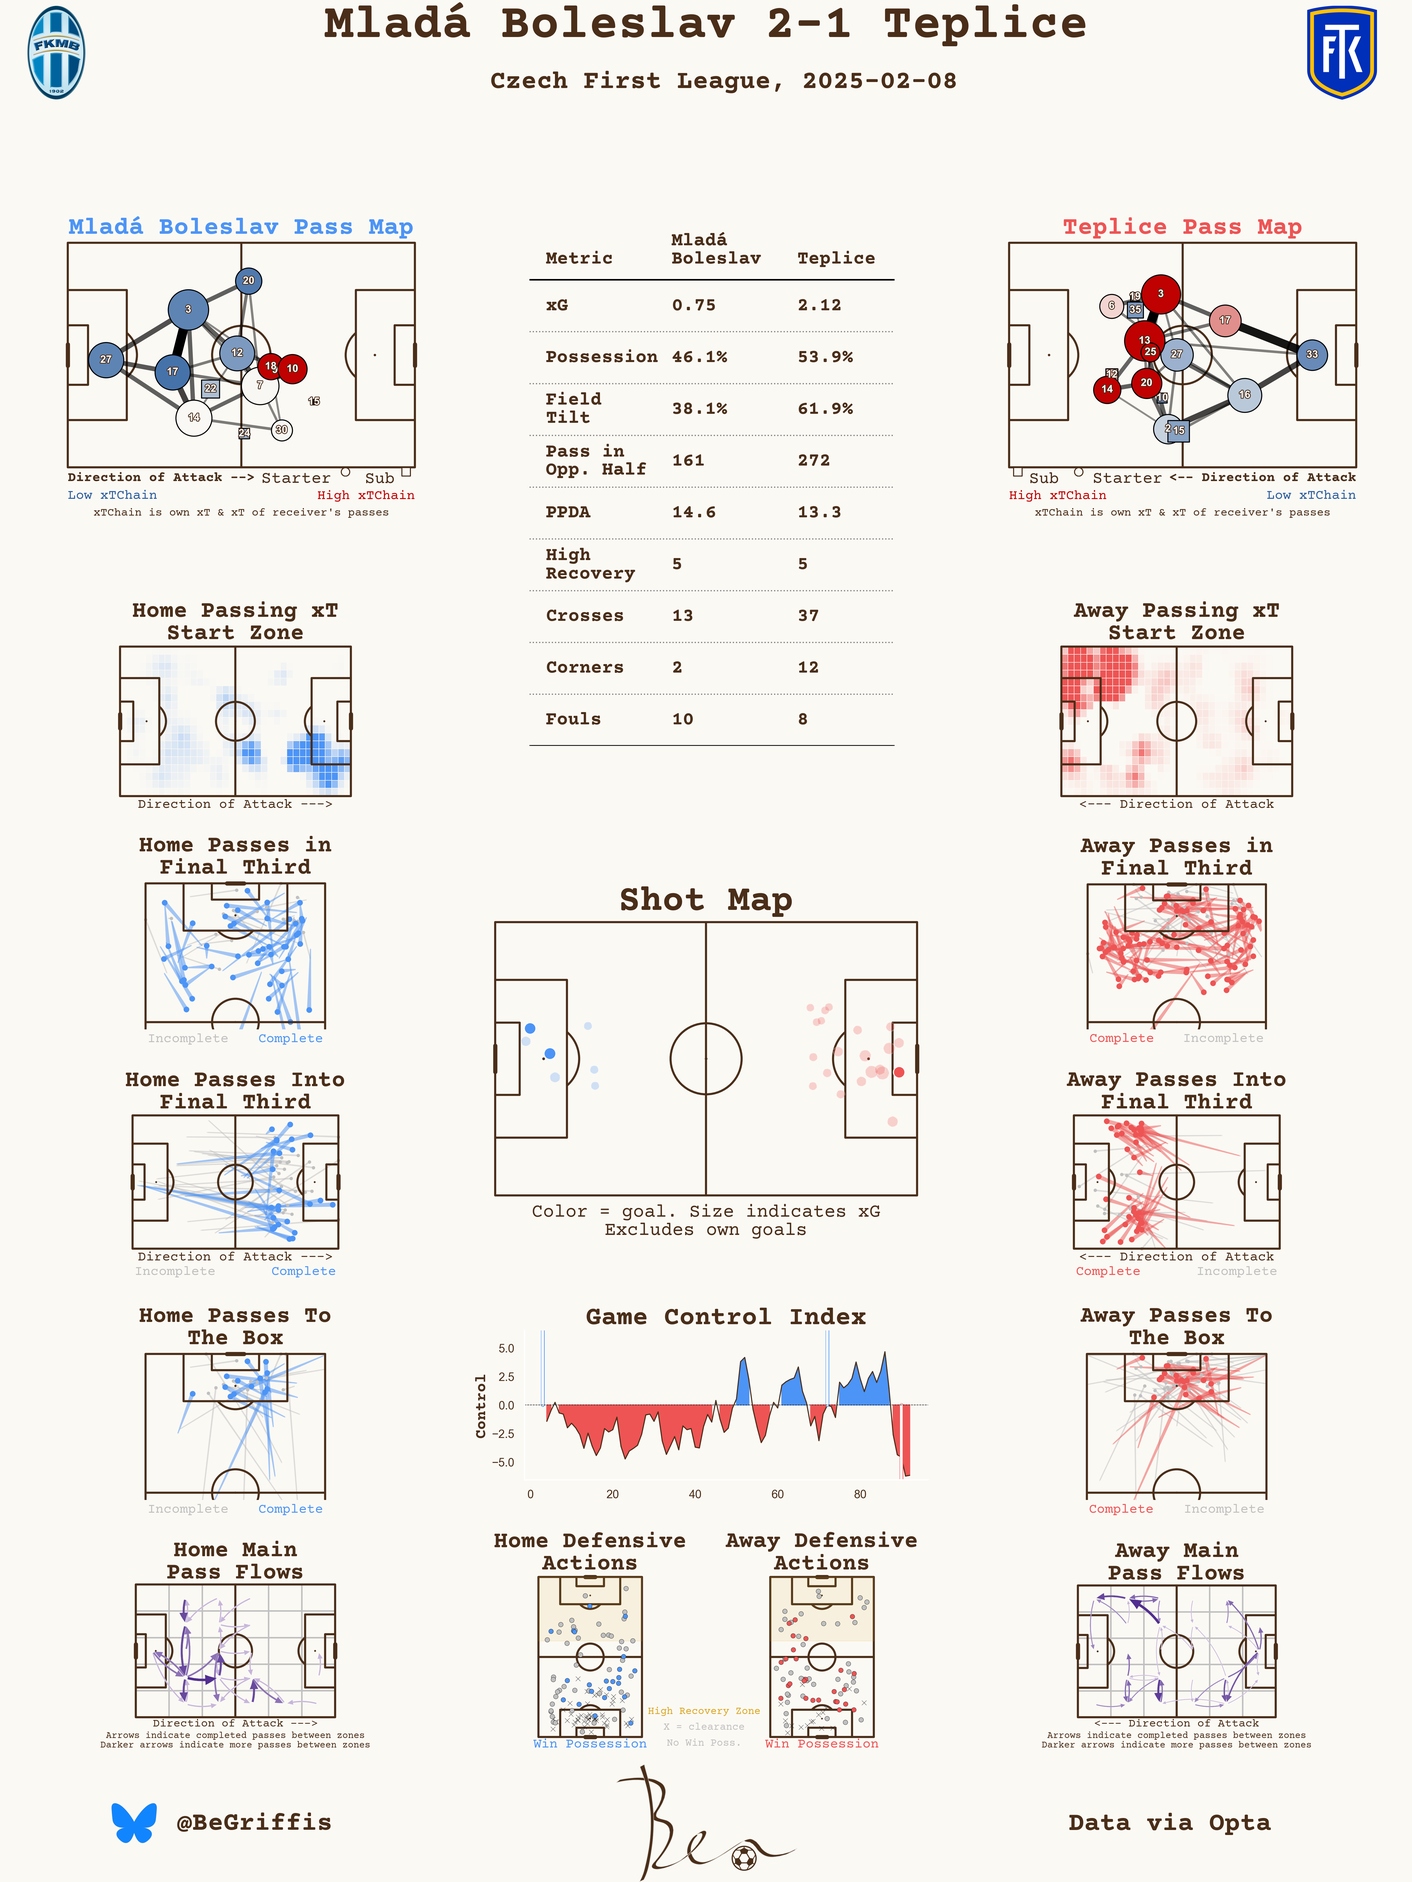 Mladá Boleslav 2-1 Teplice
Czech First League, 2025-02-08
FKMB
1902
FTK
Mladá Boleslav Pass Map
20
3
27
17
12
18
10
7
22
14
15
24
30
Direction of Attack --> Starter Sub
Low xTChain High xTChain
xTChain is own xT & xT of receiver's passes
Metric Mladá Boleslav Teplice
xG 0.75 2.12
Possession 46.1% 53.9%
Field Tilt 38.1% 61.9%
Pass in Opp. Half 161 272
PPDA 14.6 13.3
High Recovery 5 5
Crosses 13 37
Corners 2 12
Fouls 10 8
Teplice Pass Map
3
6
19
35
17
13
25
27
33
12
14
20
10
16
2
15
Sub Starter <-- Direction of Attack
High xTChain Low xTChain
xTChain is own xT & xT of receiver's passes
Home Passing xT
Start Zone
Direction of Attack --->
Away Passing xT
Start Zone
<--- Direction of Attack
Home Passes in
Final Third
Incomplete Complete
Away Passes in
Final Third
Complete Incomplete
Shot Map
Color = goal. Size indicates xG
Excludes own goals
Home Passes Into
Final Third
Direction of Attack --->
Incomplete Complete
Away Passes Into
Final Third
<--- Direction of Attack
Complete Incomplete
Home Passes To
The Box
Incomplete Complete
Game Control Index
Control
5.0
2.5
0.0
−2.5
−5.0
0 20 40 60 80
Away Passes To
The Box
Complete Incomplete
Home Main
Pass Flows
Direction of Attack --->
Arrows indicate completed passes between zones
Darker arrows indicate more passes between zones
Home Defensive
Actions
Win Possession
Away Defensive
Actions
Win Possession
High Recovery Zone
X = clearance
No Win Poss.
Away Main
Pass Flows
<--- Direction of Attack
Arrows indicate completed passes between zones
Darker arrows indicate more passes between zones
@BeGriffis
Ben
Data via Opta